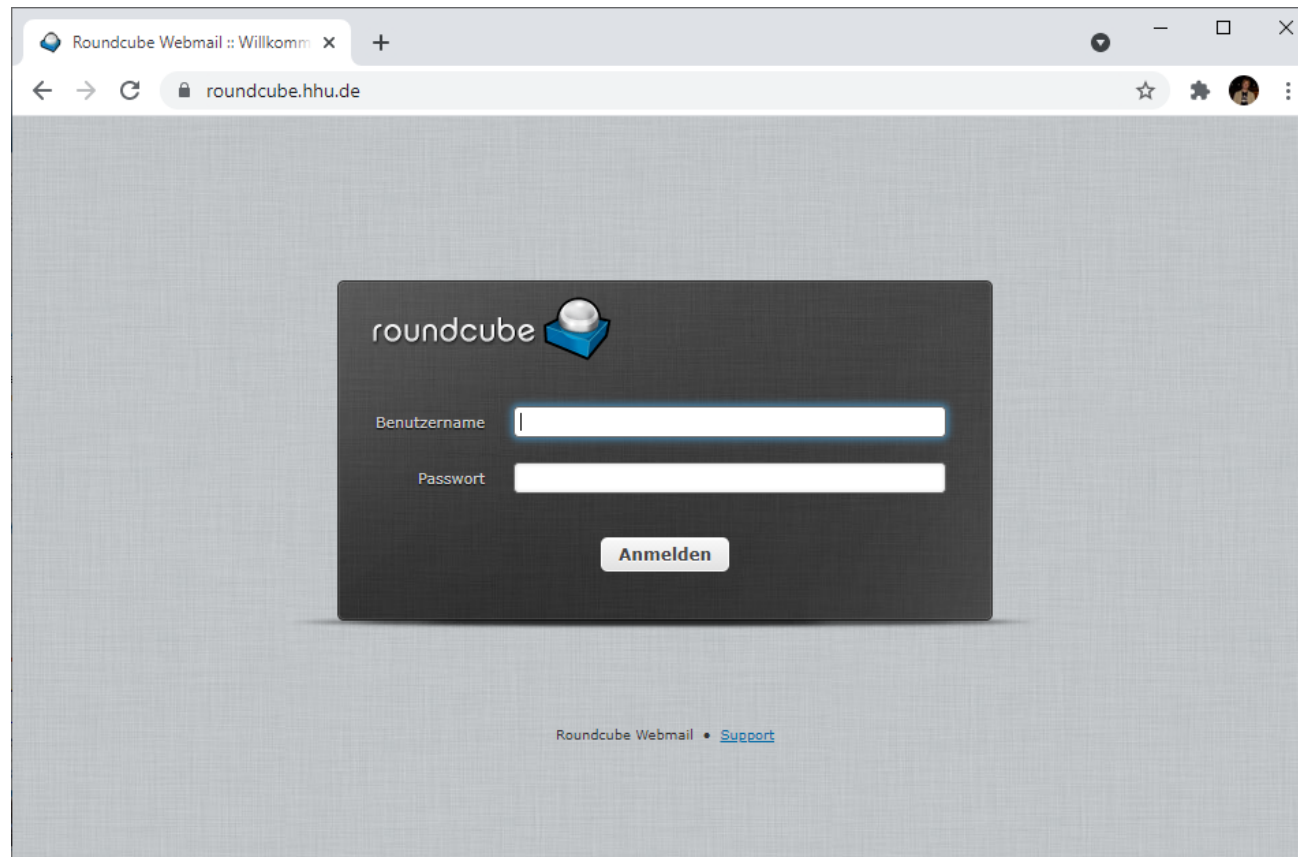 Roundcube Webmail :: Willkomm
roundcube.hhu.de
roundcube
Benutzername
Passwort
Anmelden
Roundcube Webmail • Support